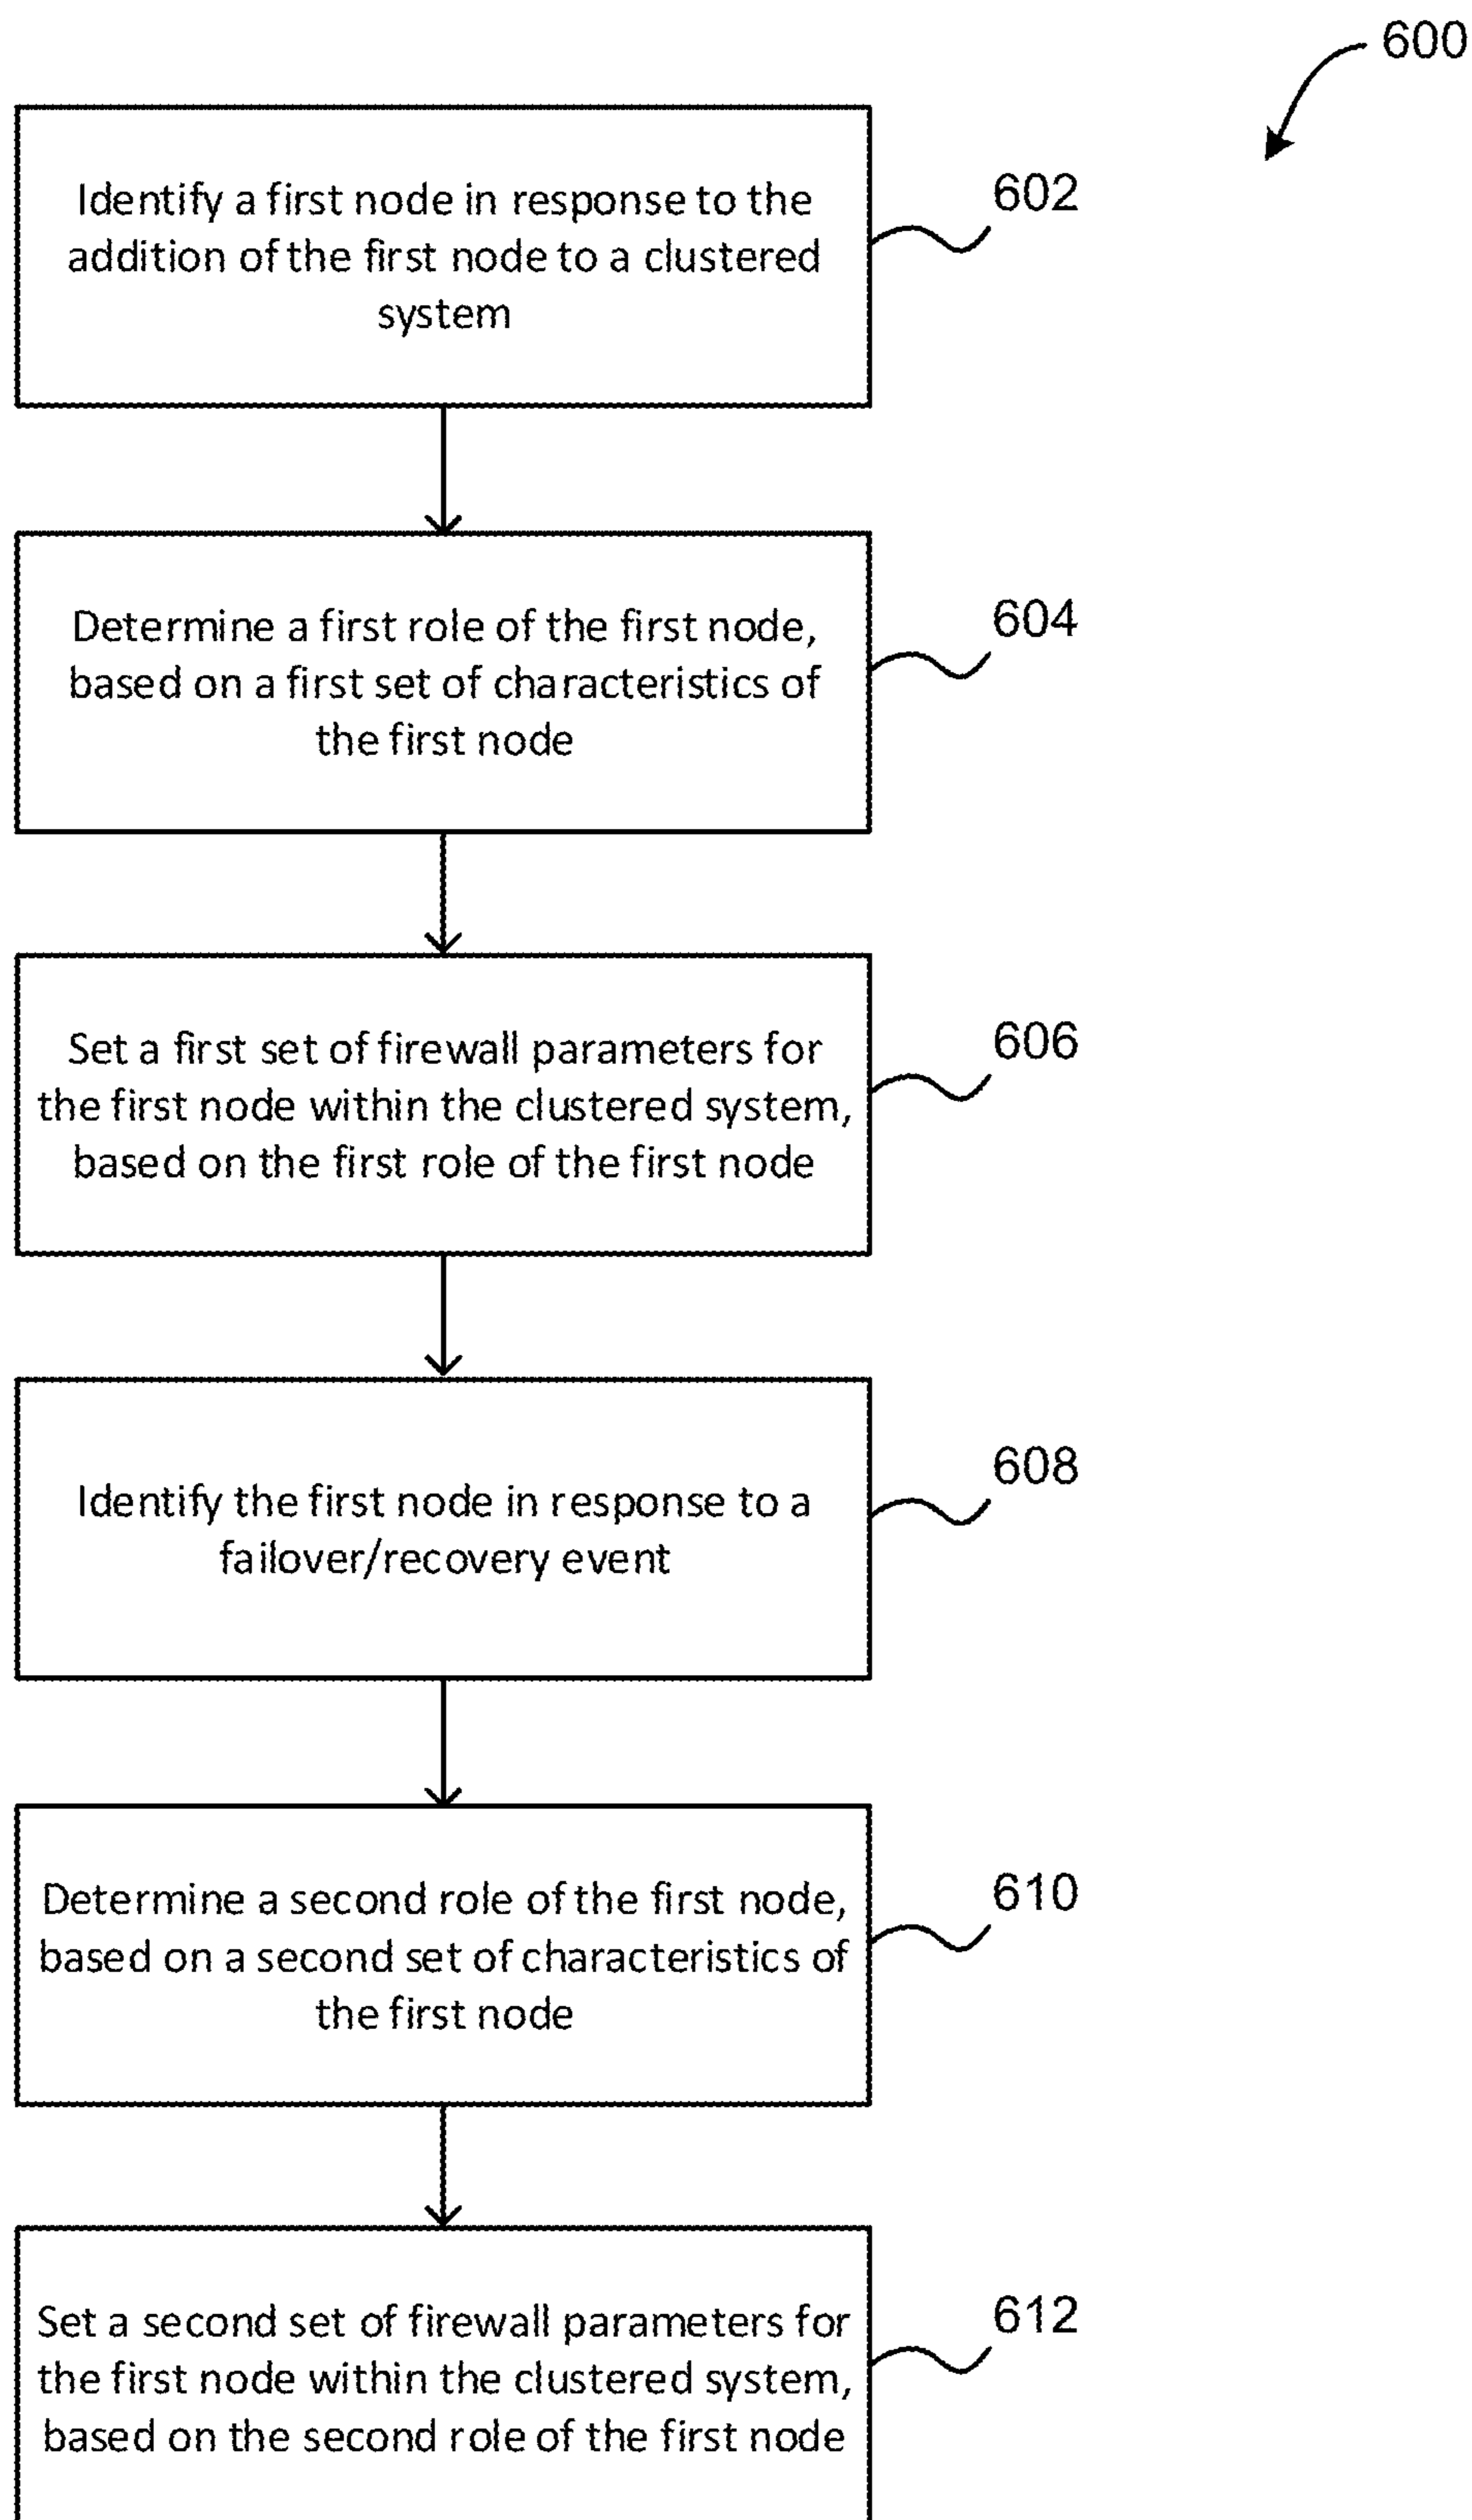 600
Identify a first node in response to the
addition of the first node to a clustered
system
602
Determine a first role of the first node,
based on a first set of characteristics of
the first node
604
Set a first set of firewall parameters for
the first node within the clustered system,
based on the first role of the first node
606
Identify the first node in response to a
failover/recovery event
608
Determine a second role of the first node,
based on a second set of characteristics of
the first node
610
Set a second set of firewall parameters for
the first node within the clustered system,
based on the second role of the first node
612